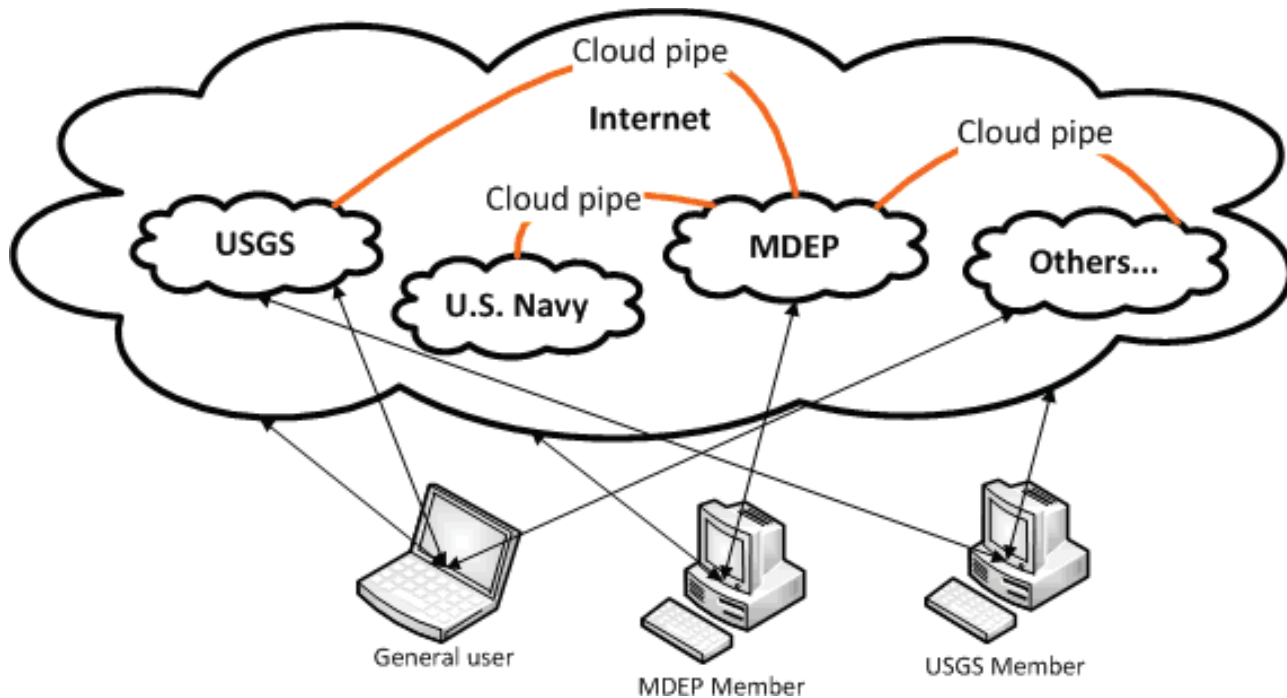 Cloud pipe
Internet
Cloud pipe
Cloud pipe
USGS
MDEP
Others...
U.S. Navy
General user
MDEP Member
USGS Member